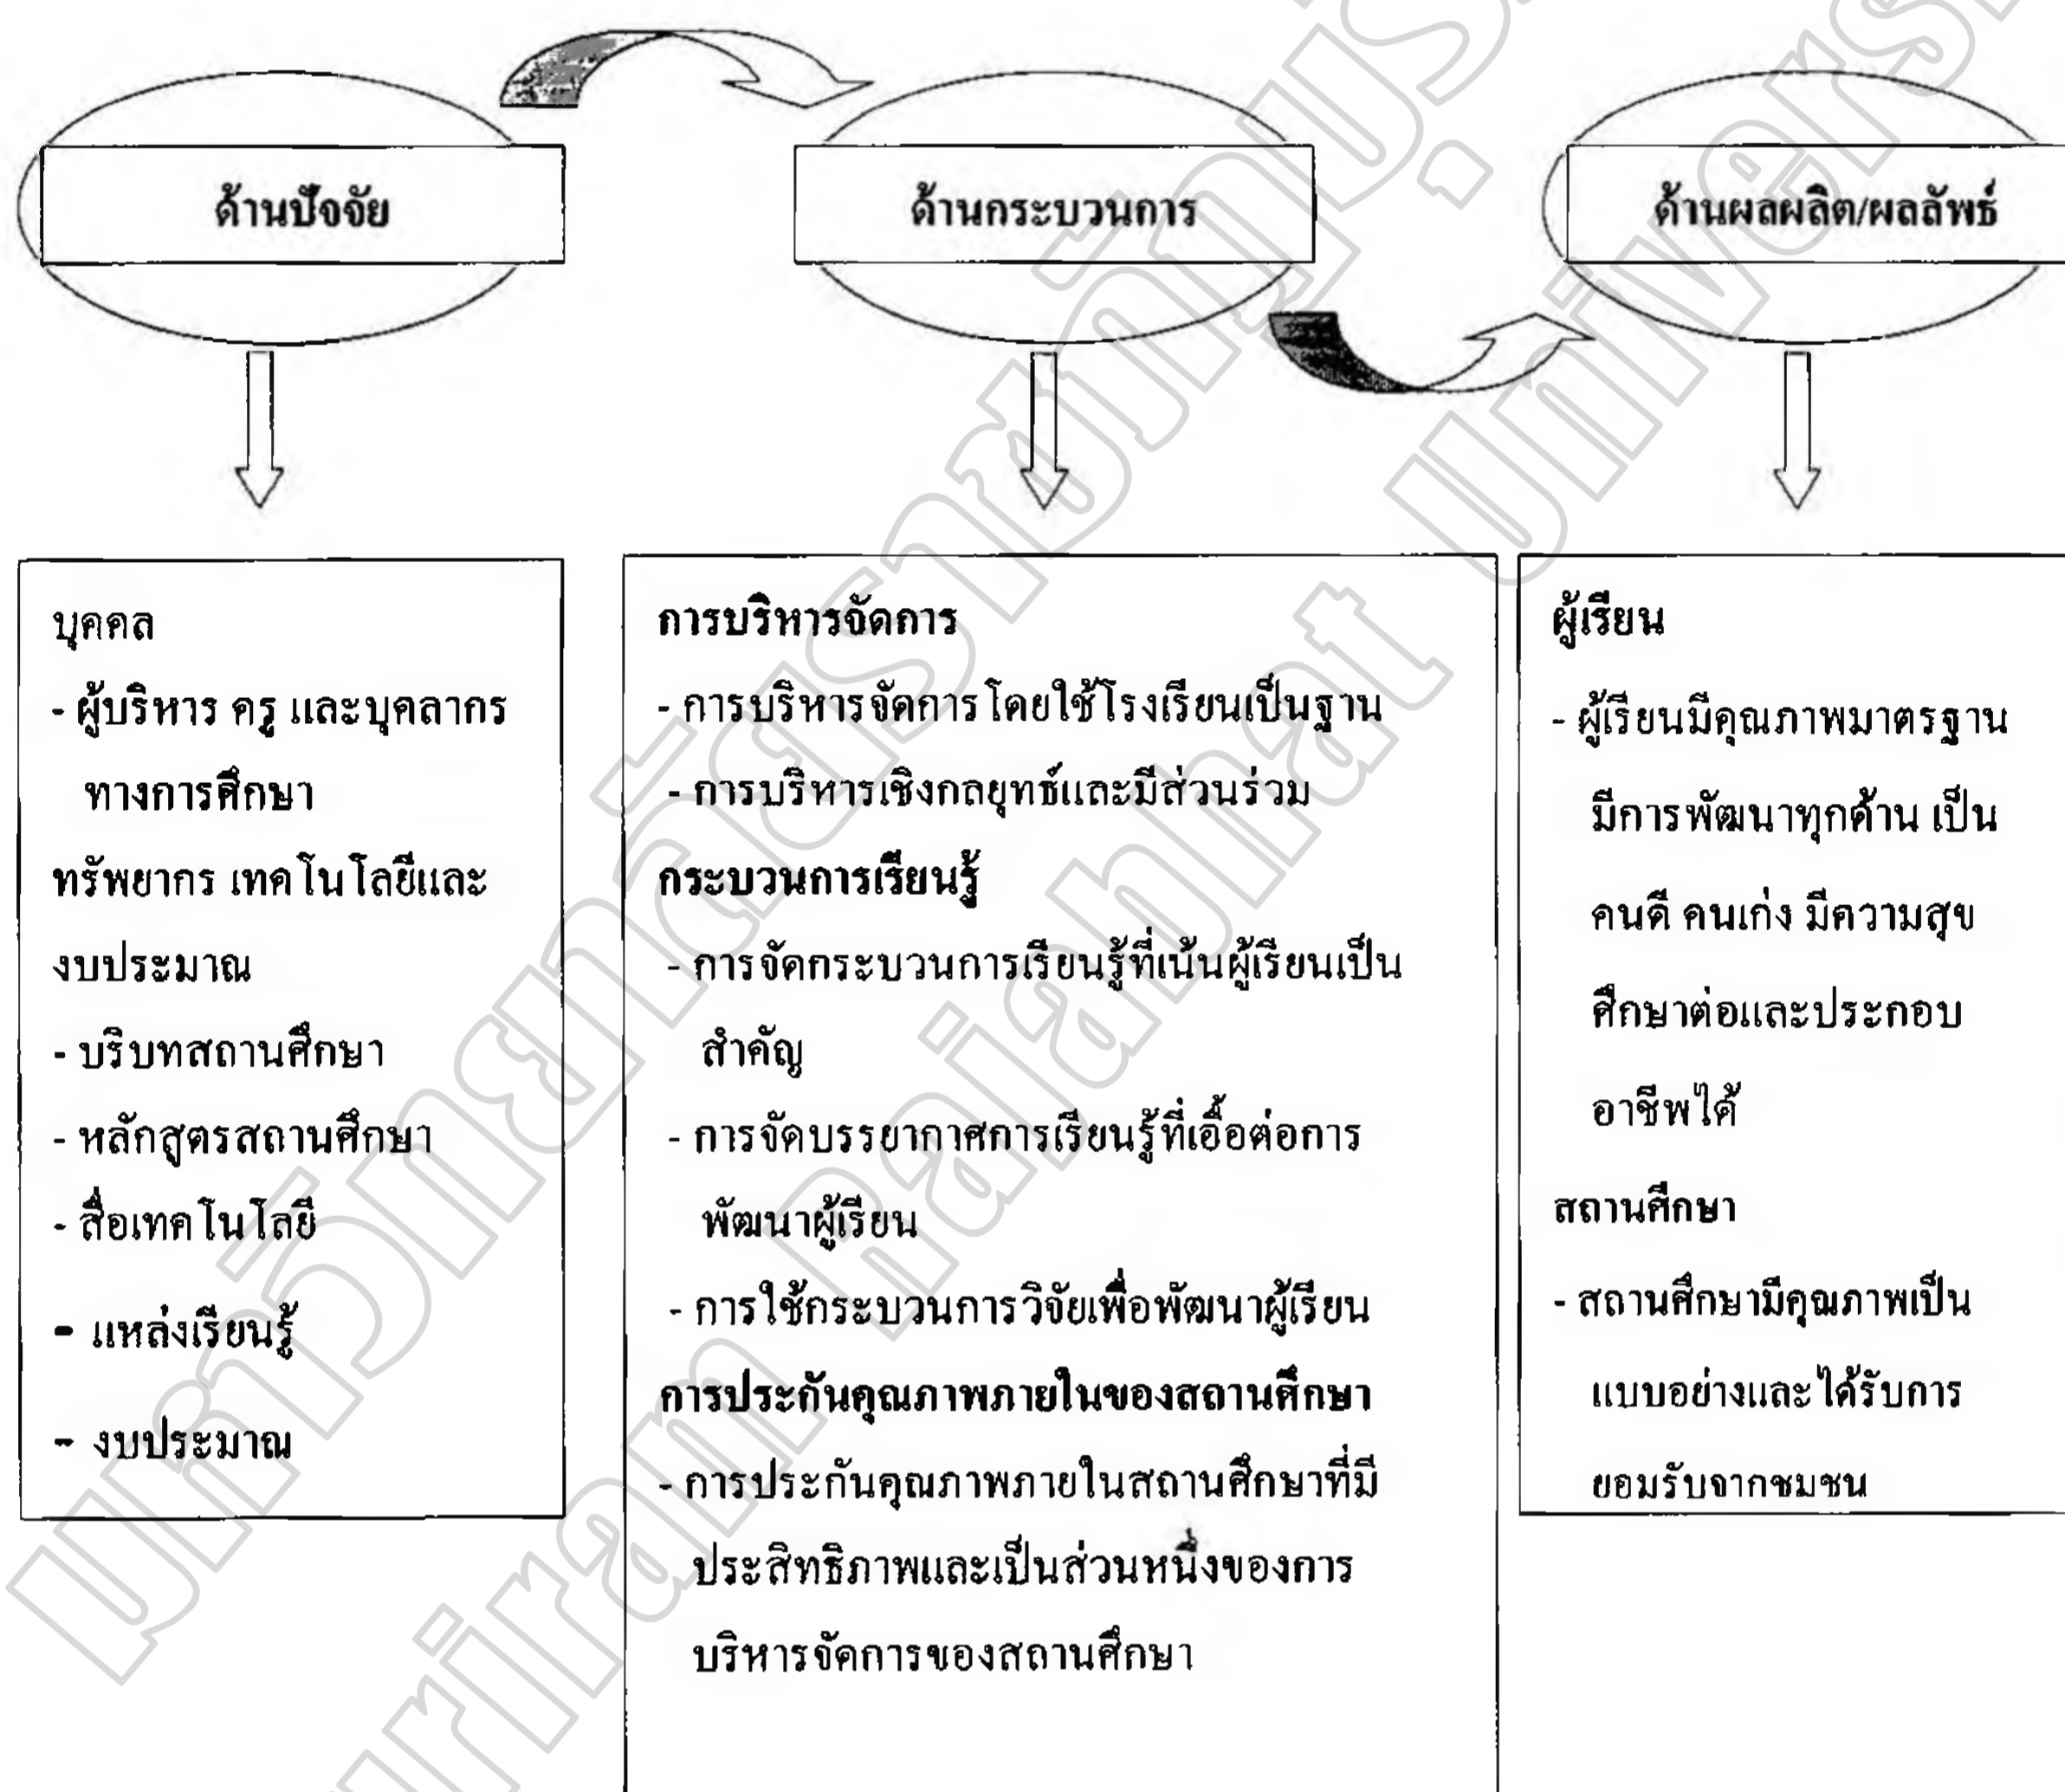 ด้านปัจจัย
ด้านกระบวนการ
ด้านผลผลิต/ผลลัพธ์
บุคคล
- ผู้บริหาร ครู และบุคลากร
ทางการศึกษา
ทรัพยากร เทคโนโลยีและ
งบประมาณ
- บริบทสถานศึกษา
- หลักสูตรสถานศึกษา
- สื่อเทคโนโลยี
- แหล่งเรียนรู้
- งบประมาณ
การบริหารจัดการ
- การบริหารจัดการโดยใช้โรงเรียนเป็นฐาน
- การบริหารเชิงกลยุทธ์และมีส่วนร่วม
กระบวนการเรียนรู้
- การจัดกระบวนการเรียนรู้ที่เน้นผู้เรียนเป็น
สำคัญ
- การจัดบรรยากาศการเรียนรู้ที่เอื้อต่อการ
พัฒนาผู้เรียน
- การใช้กระบวนการวิจัยเพื่อพัฒนาผู้เรียน
การประกันคุณภาพภายในของสถานศึกษา
- การประกันคุณภาพภายในสถานศึกษาที่มี
ประสิทธิภาพและเป็นส่วนหนึ่งของการ
บริหารจัดการของสถานศึกษา
ผู้เรียน
- ผู้เรียนมีคุณภาพมาตรฐาน
มีการพัฒนาทุกด้าน เป็น
คนดี คนเก่ง มีความสุข
ศึกษาต่อและประกอบ
อาชีพได้
สถานศึกษา
- สถานศึกษามีคุณภาพเป็น
แบบอย่างและได้รับการ
ยอมรับจากชุมชน